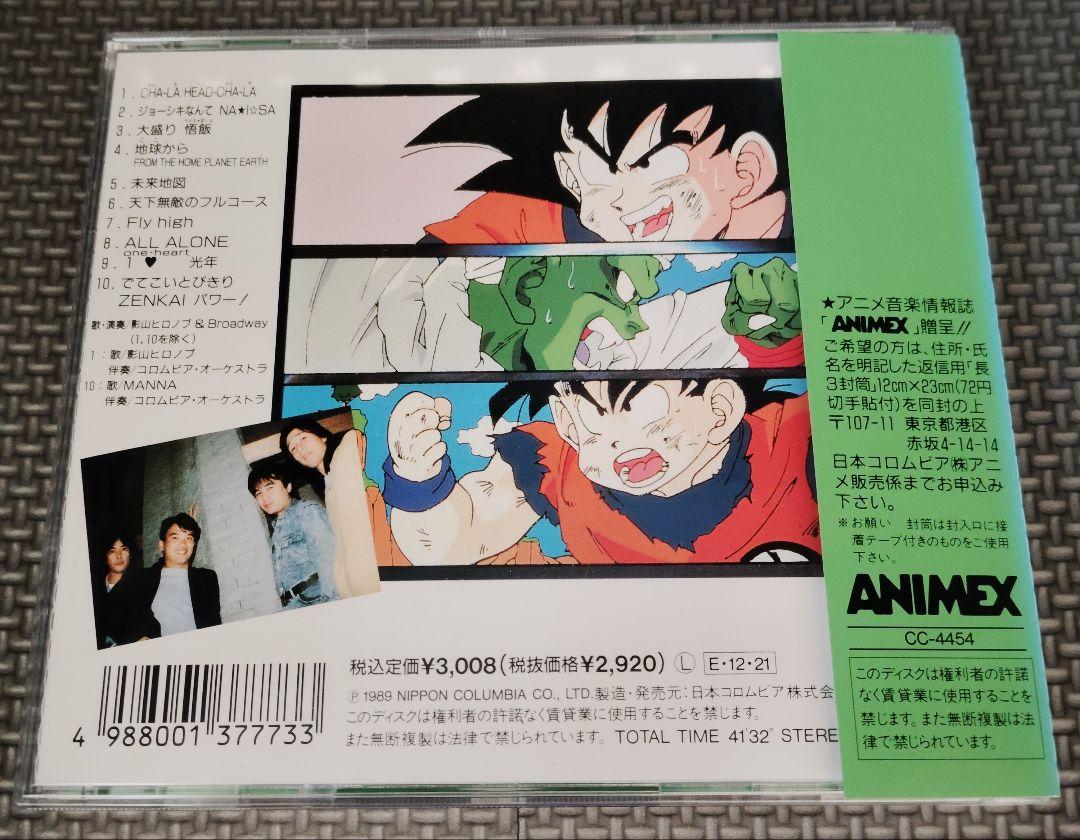 1. CHA-LA HEAD-CHA-LA
2. ジョーシキなんて NA★I☆SA
3. 大盛り 悟飯
4. 地球から
FROM THE HOME PLANET EARTH
5. 未来地図
6. 天下無敵のフルコース
7. Fly high
8. ALL ALONE
one-heart
9. 1 ♥ 光年
10. でてこいとびきり
ZENKAI パワー!
歌・演奏/影山ヒロノブ & Broadway
(1, 10を除く)
1:歌/影山ヒロノブ
伴奏/コロムビア・オーケストラ
10:歌/MANNA
伴奏/コロムビア・オーケストラ
4 988001 377733
税込定価¥3,008(税抜価格¥2,920) Ⓛ E・12・21
Ⓟ 1989 NIPPON COLUMBIA CO., LTD. 製造・発売元:日本コロムビア株式会
このディスクは権利者の許諾なく賃貸業に使用することを禁じます。
また無断複製は法律で禁じられています。 TOTAL TIME 41'32" STERE
★アニメ音楽情報誌
「ANIMEX」贈呈!!
ご希望の方は、住所・氏
名を明記した返信用「長
3封筒」12cm×23cm(72円
切手貼付)を同封の上
〒107-11 東京都港区
赤坂4-14-14
日本コロムビア㈱アニ
メ販売係までお申込み
下さい。
※お願い 封筒は封入口に接
着テープ付きのものをご使用
下さい。
ANIMEX
CC-4454
このディスクは権利者の許諾
なく賃貸業に使用することを
禁じます。また無断複製は法
律で禁じられています。